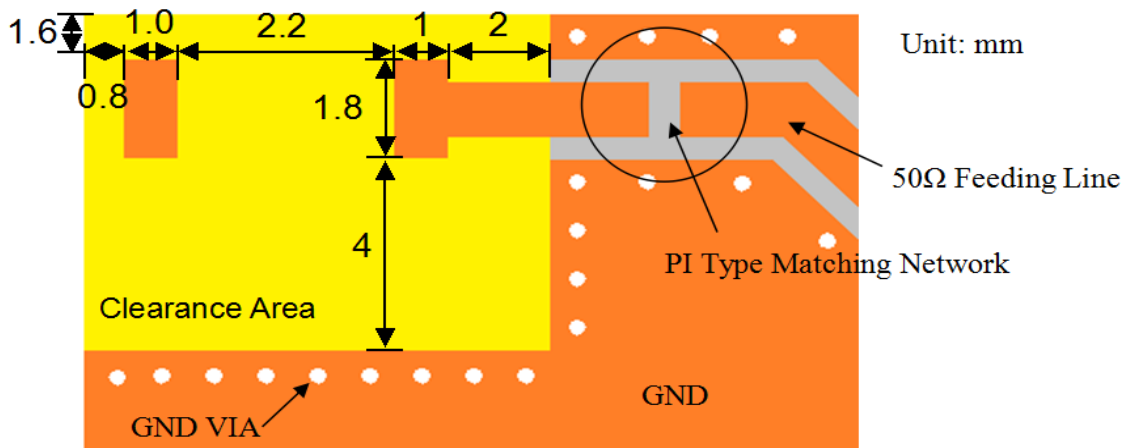 1.6
1.0
2.2
1
2
Unit: mm
0.8
1.8
50Ω Feeding Line
4
PI Type Matching Network
Clearance Area
GND
GND VIA